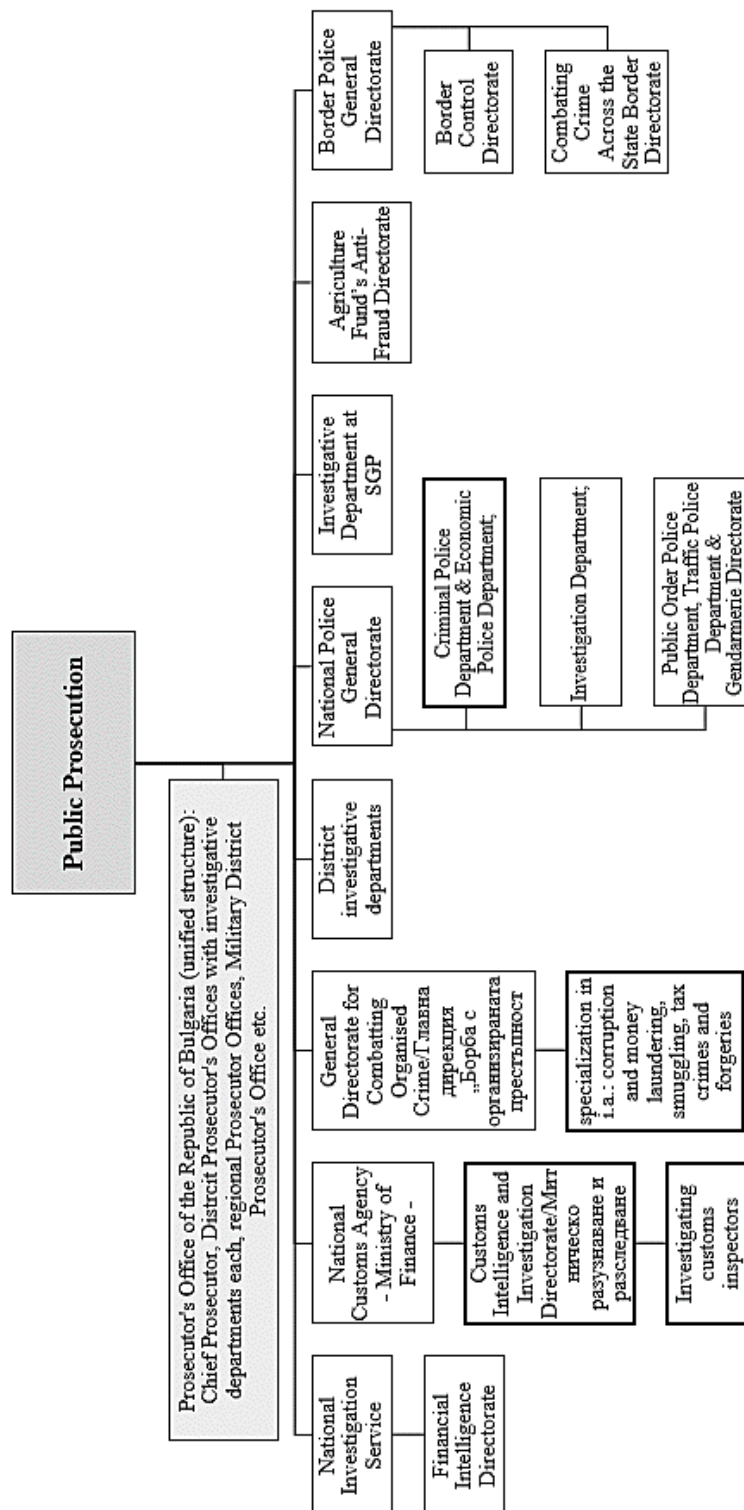 Public Prosecution
Prosecutor's Office of the Republic of Bulgaria (unified structure):
Chief Prosecutor, Distrcit Prosecutor's Offices with investigative
departments each, regional Prosecutor Offices, Military District
Prosecutor's Office etc.
National
Investigation
Service
Financial
Intelligence
Directorate
National
Customs Agency
- Ministry of
Finance -
Customs
Intelligence and
Investigation
Directorate/Мит
ническо
разузнаване и
разследване
Investigating
customs
inspectors
General
Directorate for
Combatting
Organised
Crime/Главна
дирекция
„Борба с
организираната
престъпност
specialization in
i.a.: corruption
and money
laundering,
smuggling, tax
crimes and
forgeries
District
investigative
departments
National Police
General
Directorate
Criminal Police
Department & Economic
Police Department;
Investigation Department;
Public Order Police
Department, Traffic Police
Department &
Gendarmerie Directorate
Investigative
Department at
SGP
Agriculture
Fund's Anti-
Fraud Directorate
Border Police
General
Directorate
Border
Control
Directorate
Combating
Crime
Across the
State Border
Directorate